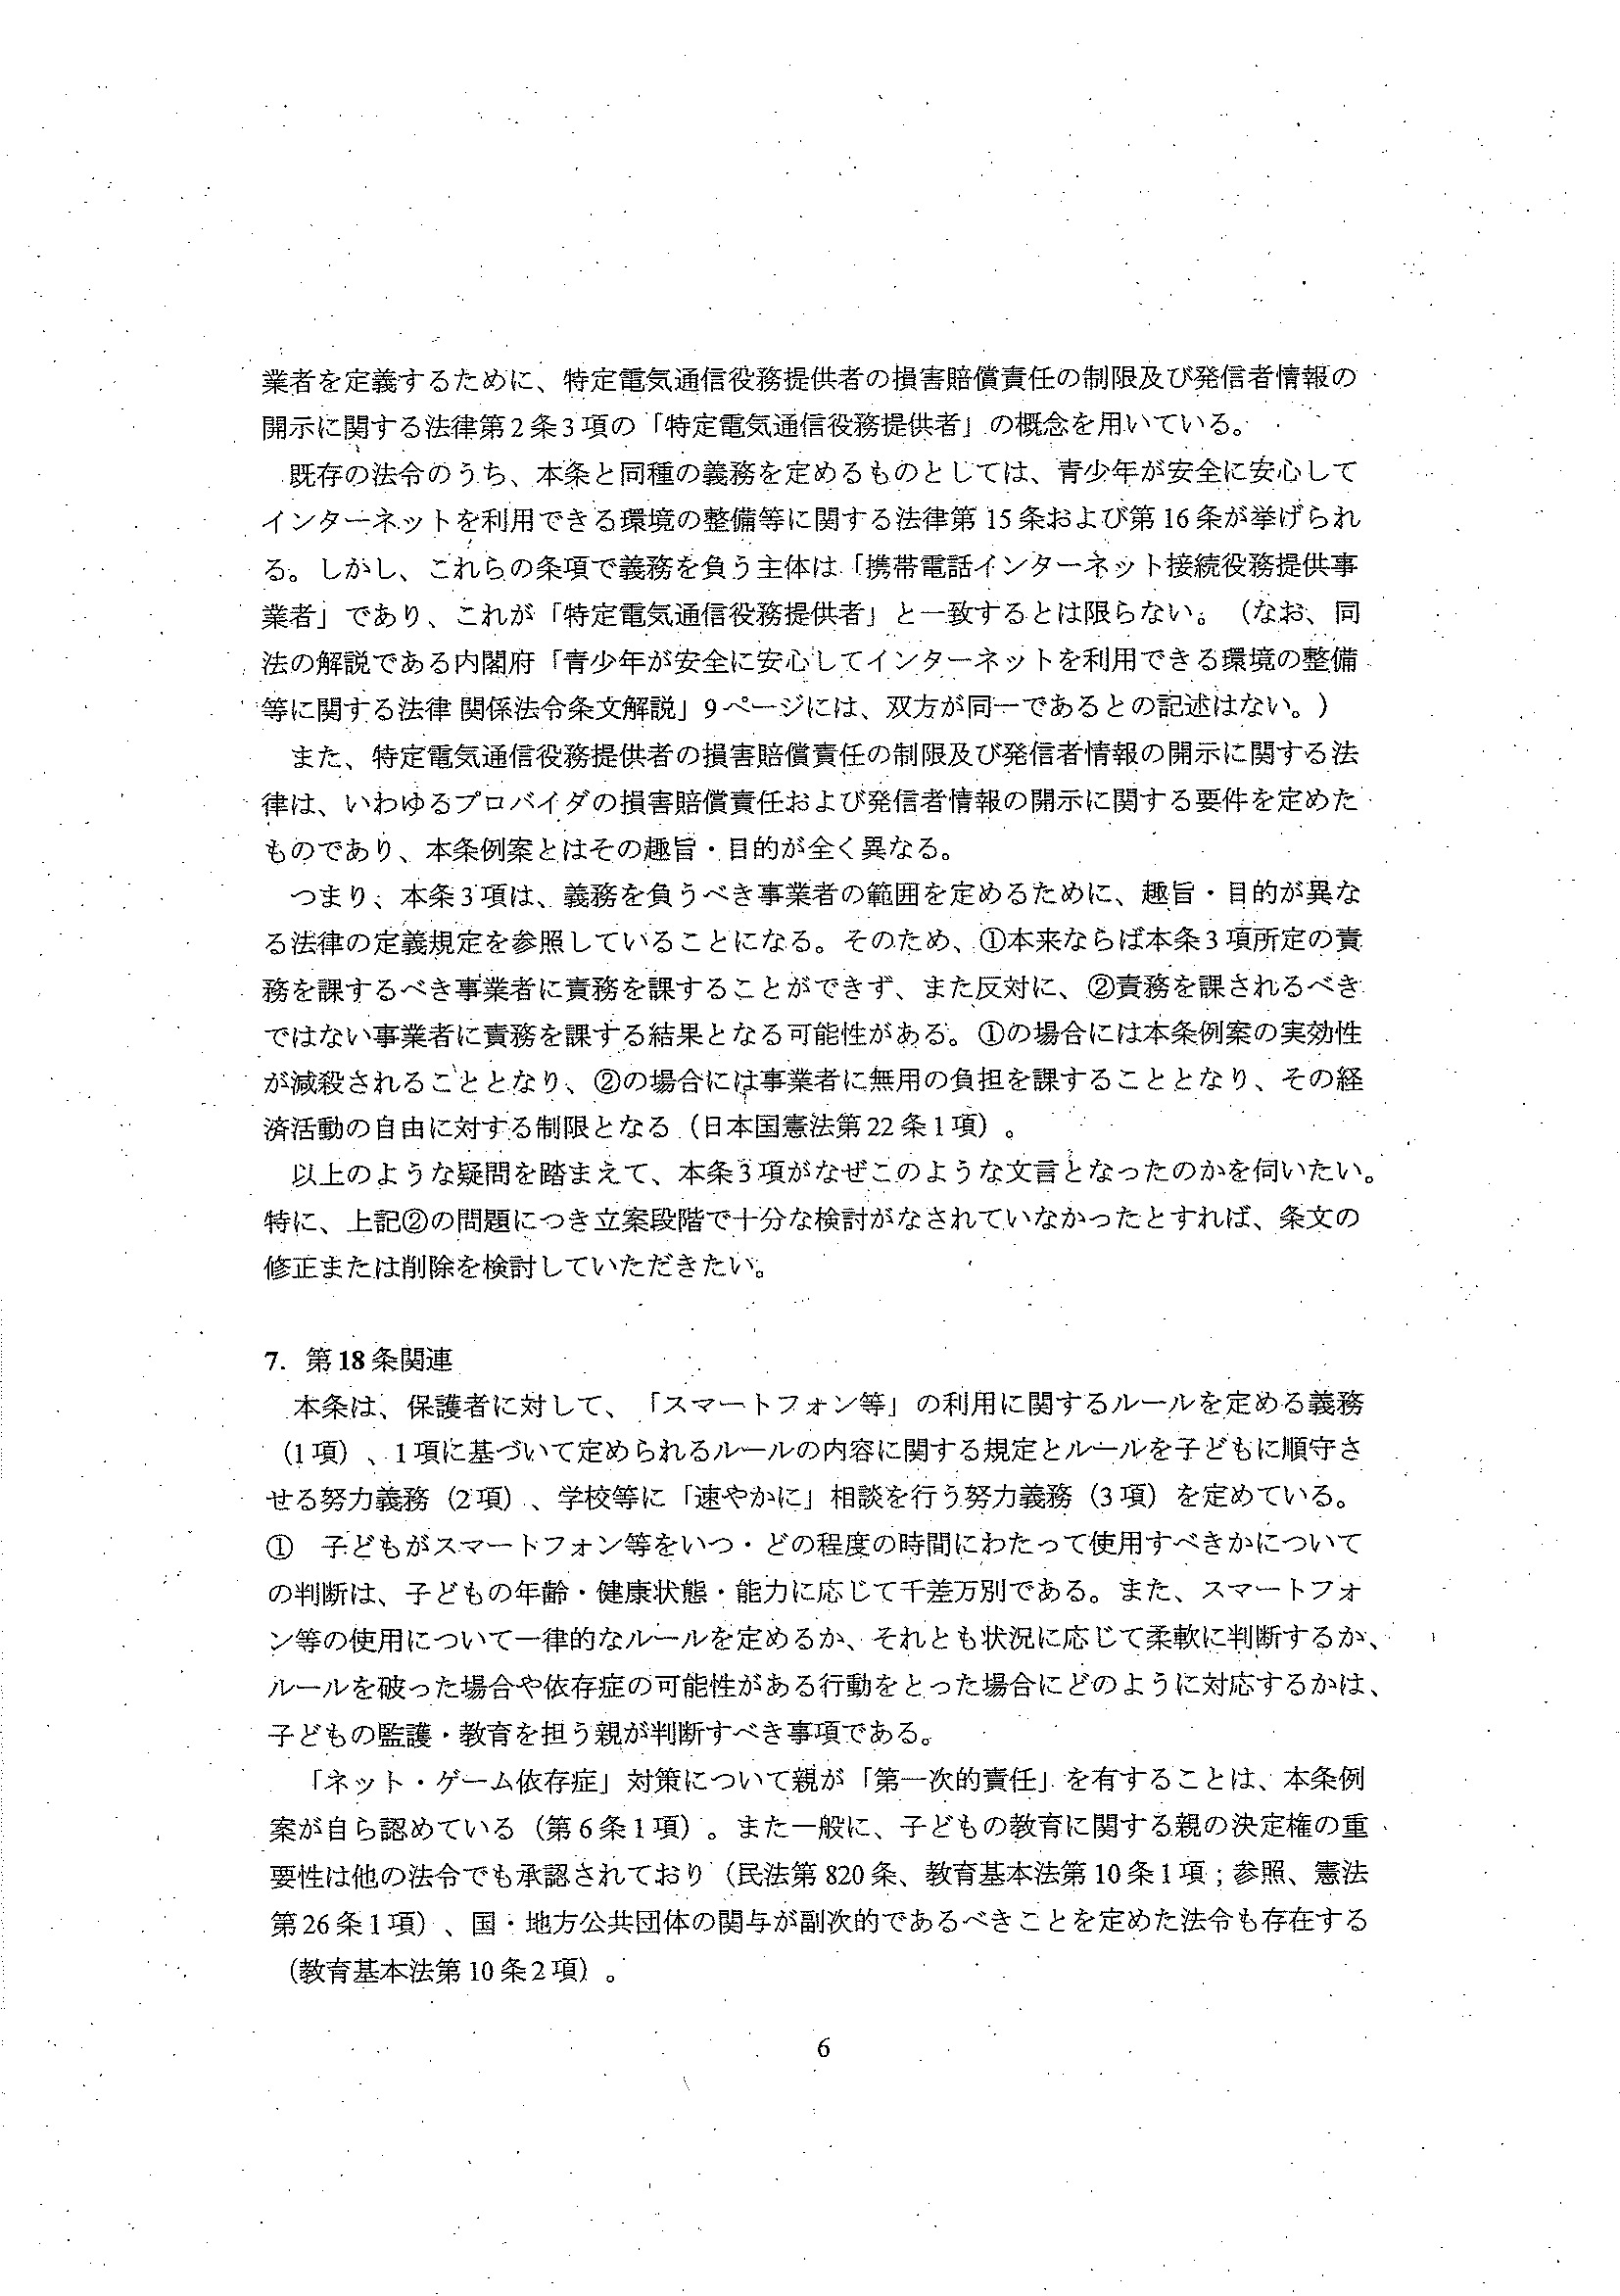 業者を定義するために、特定電気通信役務提供者の損害賠償責任の制限及び発信者情報の
開示に関する法律第2条3項の「特定電気通信役務提供者」の概念を用いている。
既存の法令のうち、本条と同種の義務を定めるものとしては、青少年が安全に安心して
インターネットを利用できる環境の整備等に関する法律第15条および第16条が挙げられ
る。しかし、これらの条項で義務を負う主体は「携帯電話インターネット接続役務提供事
業者」であり、これが「特定電気通信役務提供者」と一致するとは限らない。（なお、同
法の解説である内閣府「青少年が安全に安心してインターネットを利用できる環境の整備
等に関する法律 関係法令条文解説」9ページには、双方が同一であるとの記述はない。）
また、特定電気通信役務提供者の損害賠償責任の制限及び発信者情報の開示に関する法
律は、いわゆるプロバイダの損害賠償責任および発信者情報の開示に関する要件を定めた
ものであり、本条例案とはその趣旨・目的が全く異なる。
つまり、本条3項は、義務を負うべき事業者の範囲を定めるために、趣旨・目的が異な
る法律の定義規定を参照していることになる。そのため、①本来ならば本条3項所定の責
務を課するべき事業者に責務を課することができず、また反対に、②責務を課されるべき
ではない事業者に責務を課する結果となる可能性がある。①の場合には本条例案の実効性
が減殺されることとなり、②の場合には事業者に無用の負担を課することとなり、その経
済活動の自由に対する制限となる（日本国憲法第22条1項）。
以上のような疑問を踏まえて、本条3項がなぜこのような文言となったのかを伺いたい。
特に、上記②の問題につき立案段階で十分な検討がなされていなかったとすれば、条文の
修正または削除を検討していただきたい。
7. 第18条関連
本条は、保護者に対して、「スマートフォン等」の利用に関するルールを定める義務
（1項）、1項に基づいて定められるルールの内容に関する規定とルールを子どもに順守さ
せる努力義務（2項）、学校等に「速やかに」相談を行う努力義務（3項）を定めている。
① 子どもがスマートフォン等をいつ・どの程度の時間にわたって使用すべきかについて
の判断は、子どもの年齢・健康状態・能力に応じて千差万別である。また、スマートフォ
ン等の使用について一律的なルールを定めるか、それとも状況に応じて柔軟に判断するか、
ルールを破った場合や依存症の可能性がある行動をとった場合にどのように対応するかは、
子どもの監護・教育を担う親が判断すべき事項である。
「ネット・ゲーム依存症」対策について親が「第一次的責任」を有することは、本条例
案が自ら認めている（第6条1項）。また一般に、子どもの教育に関する親の決定権の重
要性は他の法令でも承認されており（民法第820条、教育基本法第10条1項；参照、憲法
第26条1項）、国・地方公共団体の関与が副次的であるべきことを定めた法令も存在する
（教育基本法第10条2項）。
6